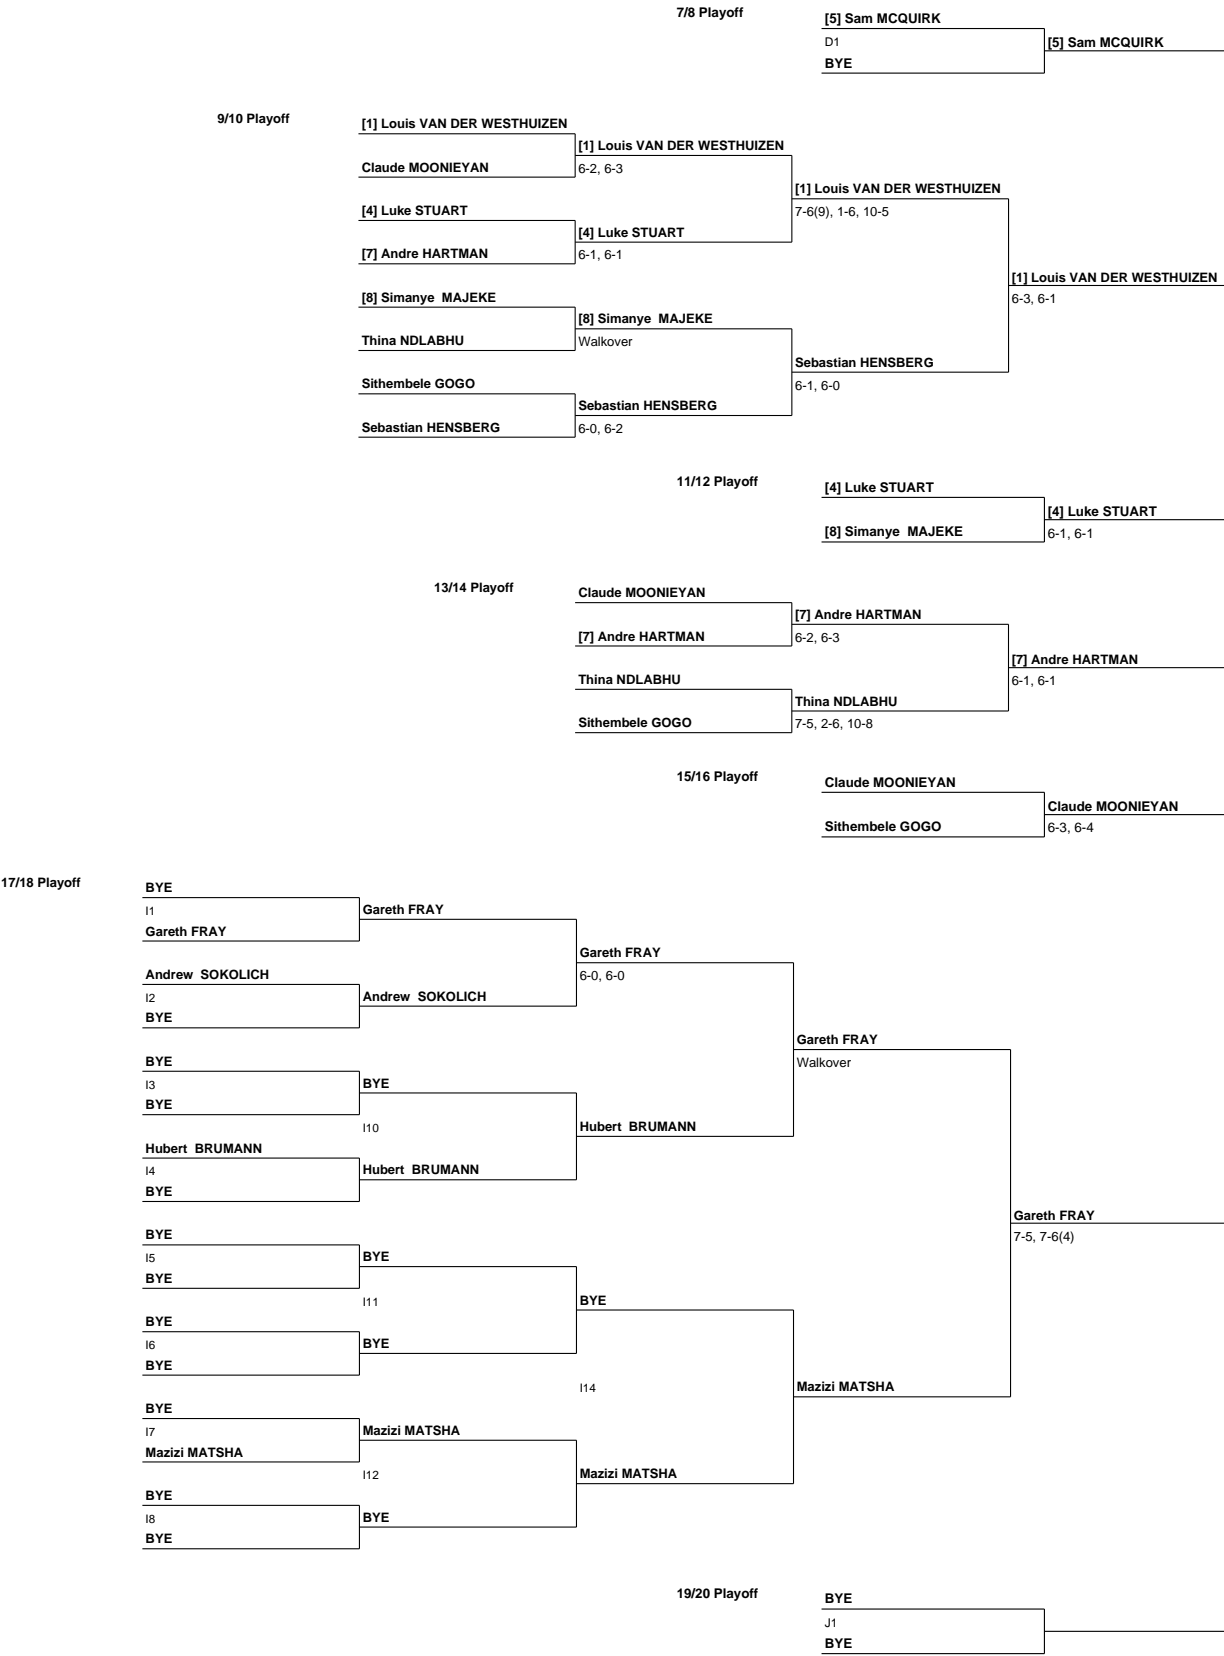 7/8 Playoff
[5] Sam MCQUIRK
D1
[5] Sam MCQUIRK
BYE
9/10 Playoff
[1] Louis VAN DER WESTHUIZEN
[1] Louis VAN DER WESTHUIZEN
Claude MOONIEYAN
6-2, 6-3
[1] Louis VAN DER WESTHUIZEN
7-6(9), 1-6, 10-5
[4] Luke STUART
[4] Luke STUART
[7] Andre HARTMAN
6-1, 6-1
[1] Louis VAN DER WESTHUIZEN
6-3, 6-1
[8] Simanye MAJEKE
[8] Simanye MAJEKE
Thina NDLABHU
Walkover
Sebastian HENSBERG
6-1, 6-0
Sithembele GOGO
Sebastian HENSBERG
Sebastian HENSBERG
6-0, 6-2
11/12 Playoff
[4] Luke STUART
[4] Luke STUART
[8] Simanye MAJEKE
6-1, 6-1
13/14 Playoff
Claude MOONIEYAN
[7] Andre HARTMAN
[7] Andre HARTMAN
6-2, 6-3
[7] Andre HARTMAN
6-1, 6-1
Thina NDLABHU
Thina NDLABHU
Sithembele GOGO
7-5, 2-6, 10-8
15/16 Playoff
Claude MOONIEYAN
Claude MOONIEYAN
Sithembele GOGO
6-3, 6-4
17/18 Playoff
BYE
I1
Gareth FRAY
Gareth FRAY
Gareth FRAY
6-0, 6-0
Andrew SOKOLICH
I2
Andrew SOKOLICH
BYE
Gareth FRAY
Walkover
BYE
I3
BYE
BYE
I10
Hubert BRUMANN
Hubert BRUMANN
I4
Hubert BRUMANN
BYE
Gareth FRAY
7-5, 7-6(4)
BYE
I5
BYE
BYE
I11
BYE
BYE
I6
BYE
BYE
I14
Mazizi MATSHA
BYE
I7
Mazizi MATSHA
Mazizi MATSHA
I12
Mazizi MATSHA
BYE
I8
BYE
BYE
19/20 Playoff
BYE
J1
BYE